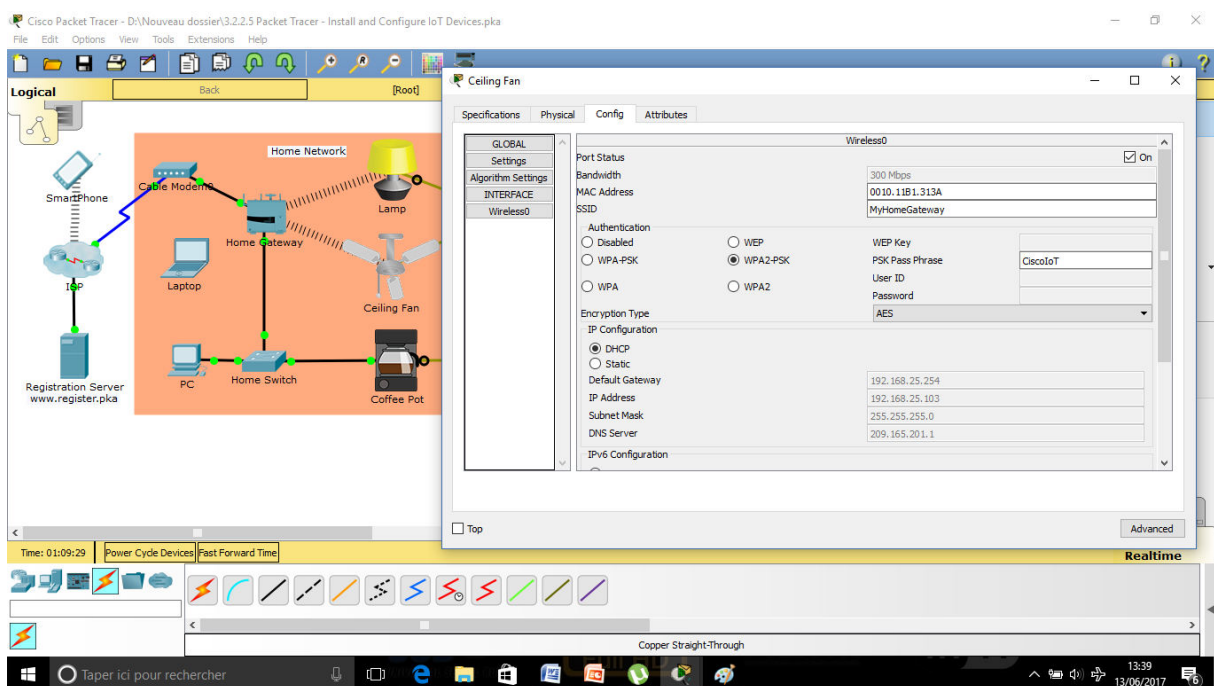 Cisco Packet Tracer - D:\Nouveau dossier\3.2.2.5 Packet Tracer - Install and Configure IoT Devices.pka
File Edit Options View Tools Extensions Help
Logical Back [Root]
Home Network
SmartPhone
Cable Modem0
Lamp
Home Gateway
ISP
Laptop
Ceiling Fan
Registration Server
www.register.pka
PC
Home Switch
Coffee Pot
Ceiling Fan
Specifications Physical Config Attributes
GLOBAL
Settings
Algorithm Settings
INTERFACE
Wireless0
Wireless0
Port Status On
Bandwidth 300 Mbps
MAC Address 0010.11B1.313A
SSID MyHomeGateway
Authentication
Disabled WEP WEP Key
WPA-PSK WPA2-PSK PSK Pass Phrase CiscoIoT
User ID
WPA WPA2
Password
Encryption Type AES
IP Configuration
DHCP
Static
Default Gateway 192.168.25.254
IP Address 192.168.25.103
Subnet Mask 255.255.255.0
DNS Server 209.165.201.1
IPv6 Configuration
Top Advanced
Time: 01:09:29 Power Cycle Devices Fast Forward Time Realtime
Copper Straight-Through
Taper ici pour rechercher
13:39
13/06/2017